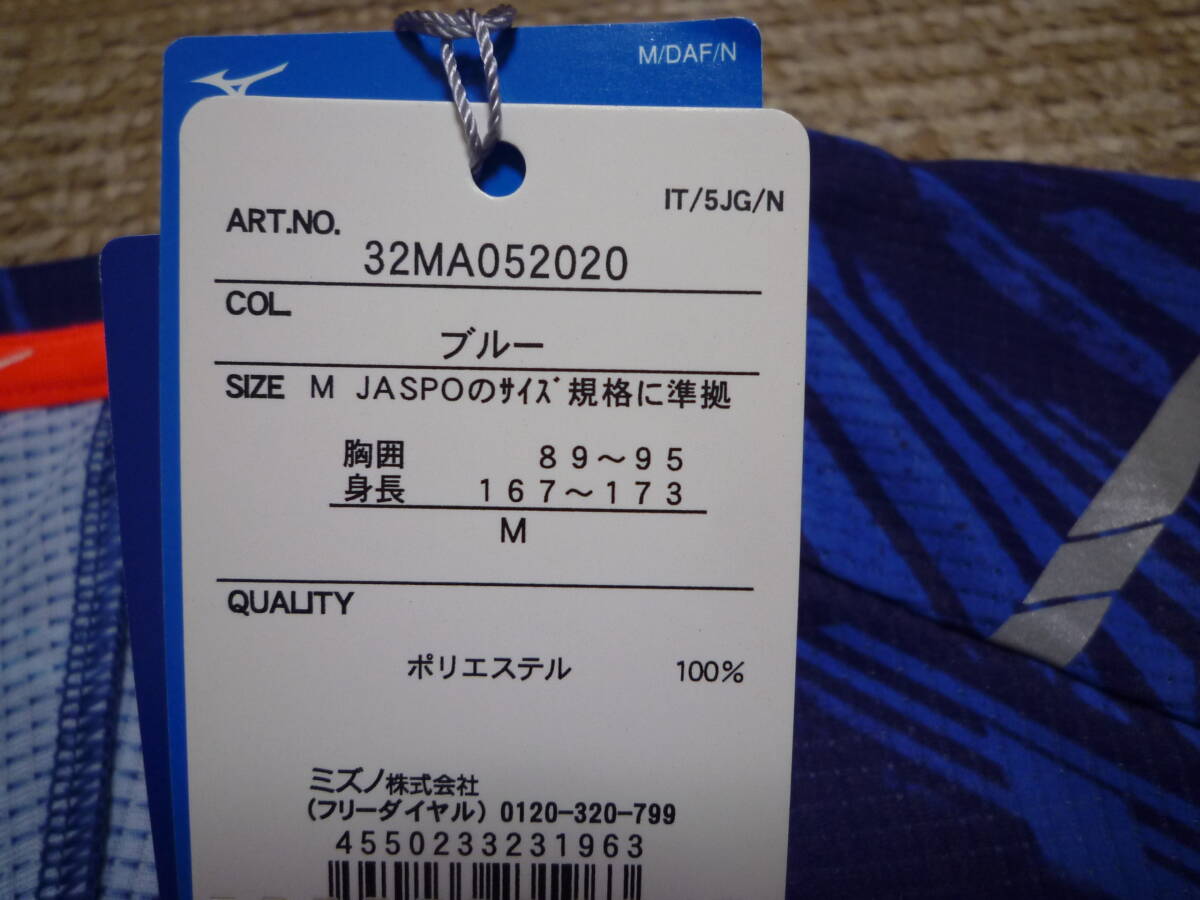 M/DAF/N
IT/5JG/N
ART.NO.
32MA052020
COL.
ブルー
SIZE M JASPOのｻｲｽﾞ規格に準拠
胸囲 89～95
身長 167～173
M
QUALITY
ポリエステル 100%
ミズノ株式会社
(フリーダイヤル) 0120-320-799
4550233231963